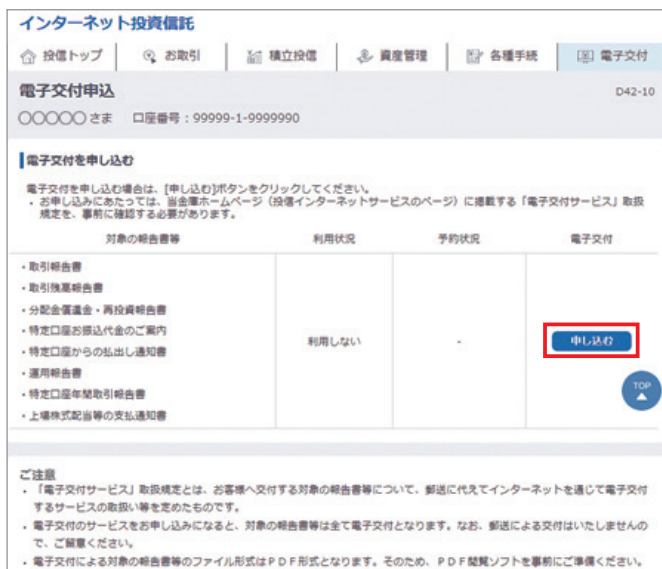 インターネット投資信託
投信トップ
お取引
積立投信
資産管理
各種手続
電子交付
電子交付申込
D42-10
○○○○○さま 口座番号:99999-1-9999990
電子交付を申し込む
電子交付を申し込む場合は、[申し込む]ボタンをクリックしてください。
・お申し込みにあたっては、当金庫ホームページ(投信インターネットサービスのページ)に掲載する「電子交付サービス」取扱
規定を、事前に確認する必要があります。
対象の報告書等
利用状況
予約状況
電子交付
・取引報告書
・取引残高報告書
・分配金償還金・再投資報告書
・特定口座お振込代金のご案内
・特定口座からの払出し通知書
・運用報告書
・特定口座年間取引報告書
・上場株式配当等の支払通知書
利用しない
-
申し込む
TOP
ご注意
・「電子交付サービス」取扱規定とは、お客様へ交付する対象の報告書等について、郵送に代えてインターネットを通じて電子交付
するサービスの取扱い等を定めたものです。
・電子交付のサービスをお申し込みになると、対象の報告書等は全て電子交付となります。なお、郵送による交付はいたしませんの
で、ご留意ください。
・電子交付による対象の報告書等のファイル形式はPDF形式となります。そのため、PDF閲覧ソフトを事前にご準備ください。